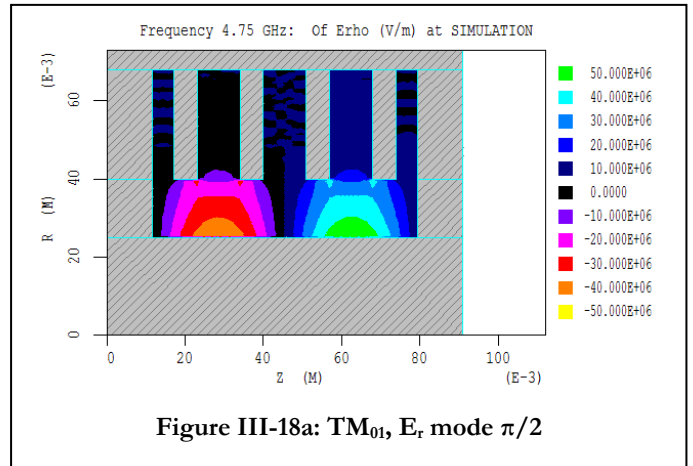 Frequency 4.75 GHz: Of Erho (V/m) at SIMULATION
(E-3)
R (M)
60
40
20
0
0 20 40 60 80 100
Z (M) (E-3)
50.000E+06
40.000E+06
30.000E+06
20.000E+06
10.000E+06
0.0000
-10.000E+06
-20.000E+06
-30.000E+06
-40.000E+06
-50.000E+06
Figure III-18a: TM₀₁, Eᵣ mode π/2